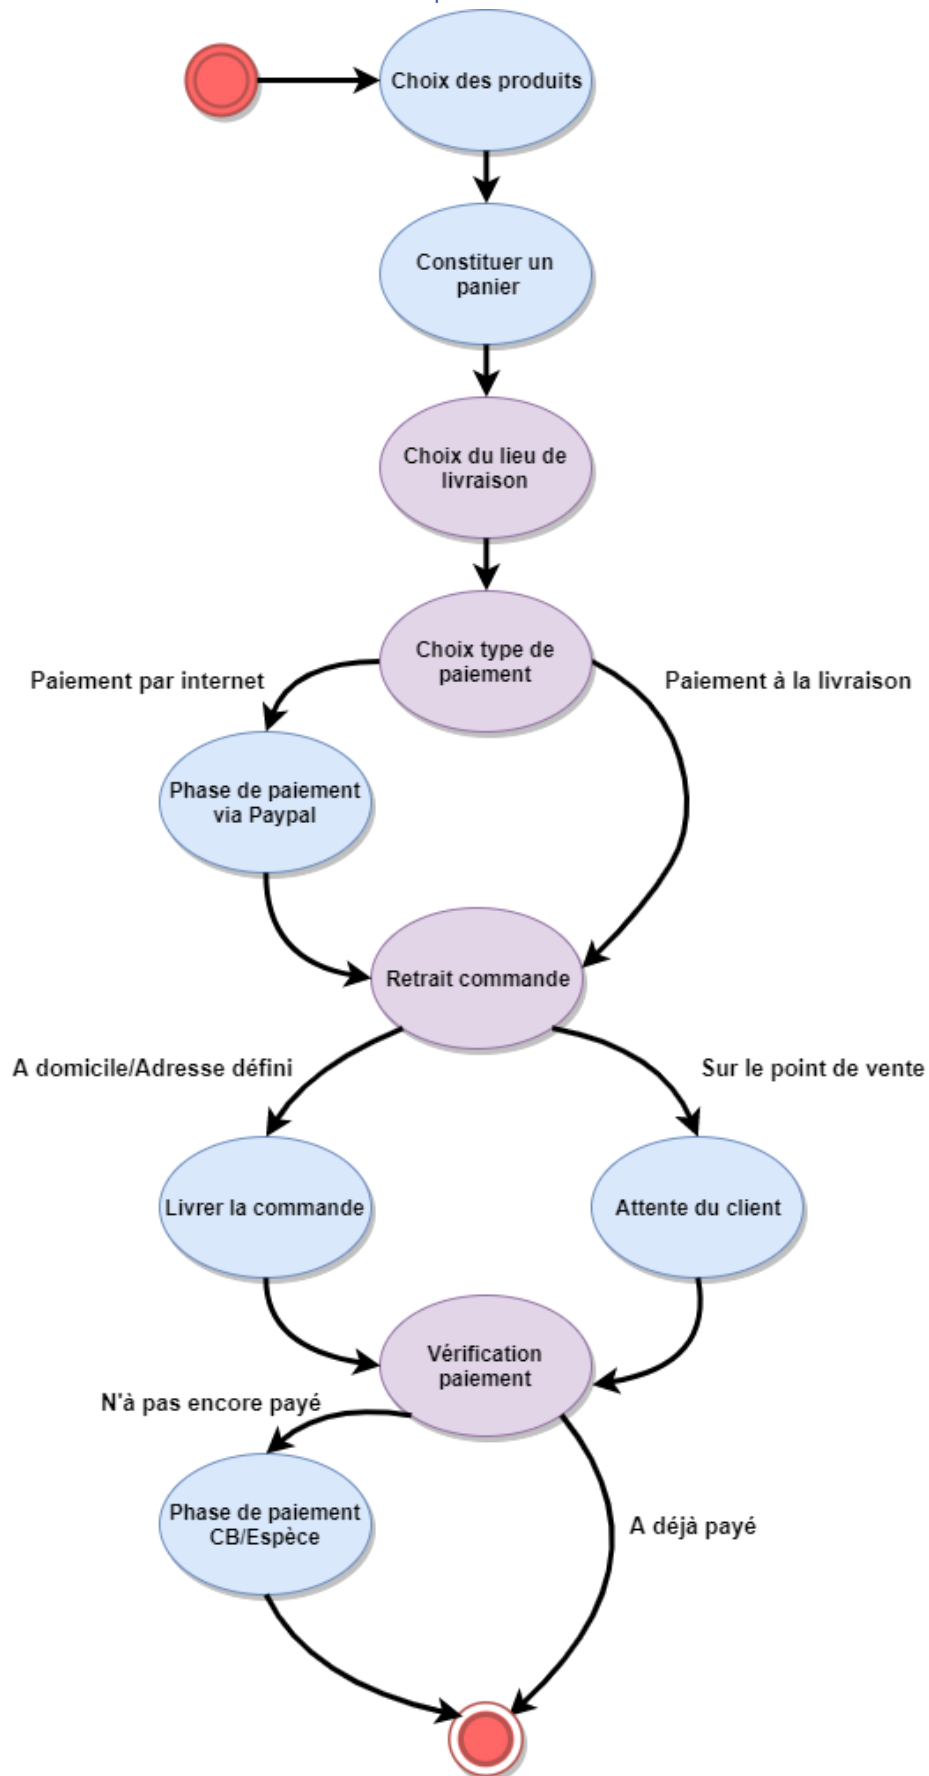 Choix des produits
Constituer un
panier
Choix du lieu de
livraison
Choix type de
paiement
Paiement par internet
Paiement à la livraison
Phase de paiement
via Paypal
Retrait commande
A domicile/Adresse défini
Sur le point de vente
Livrer la commande
Attente du client
Vérification
paiement
N'à pas encore payé
Phase de paiement
CB/Espèce
A déjà payé